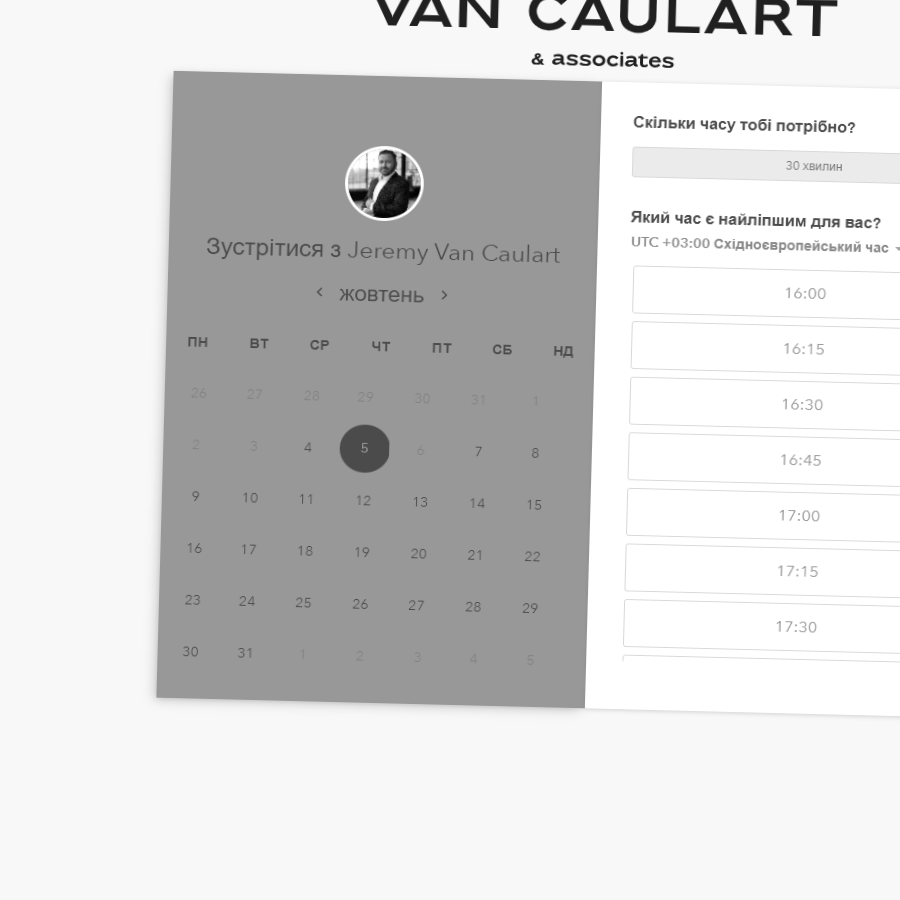 VAN CAULART
& associates
Зустрітися з Jeremy Van Caulart
жовтень
ПН ВТ СР ЧТ ПТ СБ НД
26 27 28 29 30 31 1
2 3 4 5 6 7 8
9 10 11 12 13 14 15
16 17 18 19 20 21 22
23 24 25 26 27 28 29
30 31 1 2 3 4 5
Скільки часу тобі потрібно?
30 хвилин
Який час є найліпшим для вас?
UTC +03:00 Східноєвропейський час
16:00
16:15
16:30
16:45
17:00
17:15
17:30